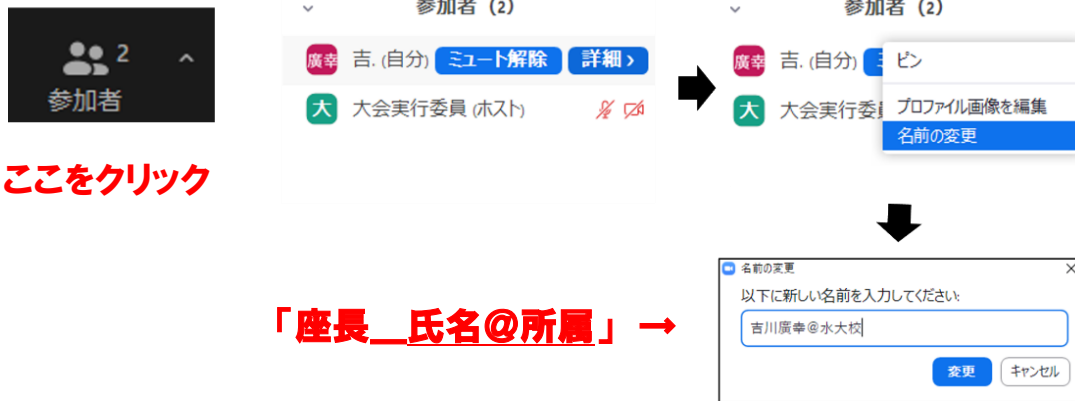 2
参加者
ここをクリック
参加者 (2)
廣幸 吉. (自分) ミュート解除 詳細 >
大 大会実行委員 (ホスト)
参加者 (2)
廣幸 吉. (自分)
大 大会実行委員
ピン
プロファイル画像を編集
名前の変更
名前の変更
以下に新しい名前を入力してください:
吉川廣幸@水大校
変更 キャンセル
「座長__氏名@所属」 →